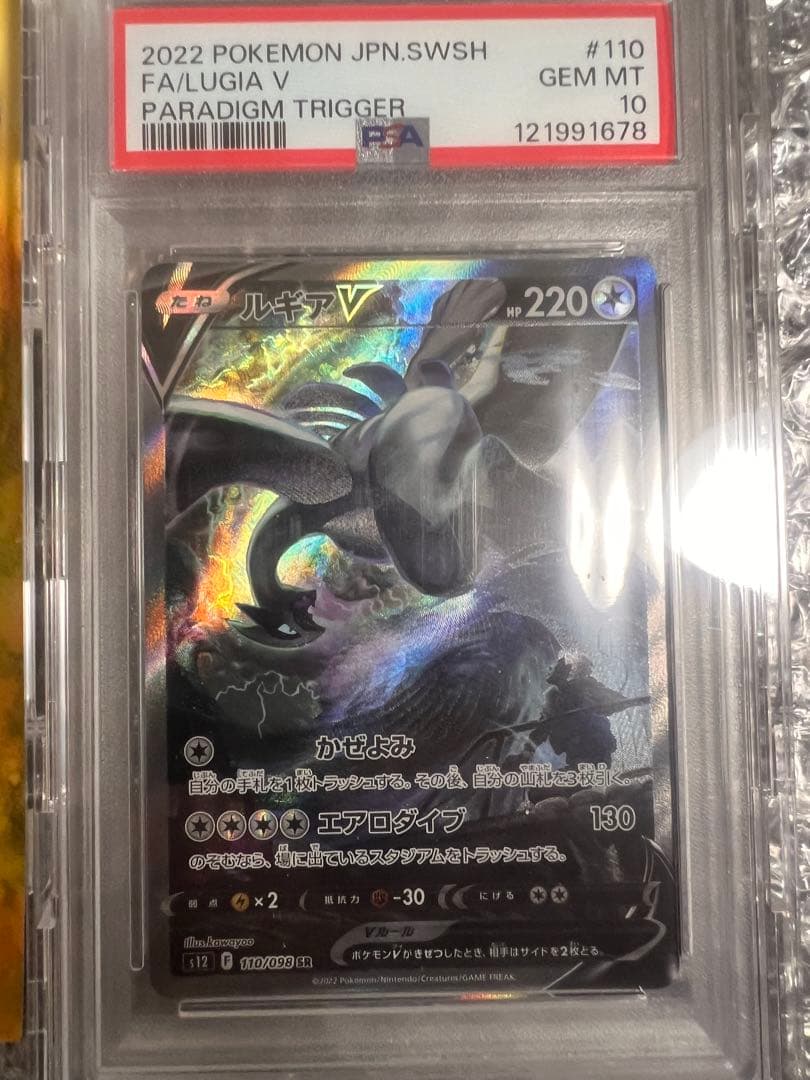 2022 POKEMON JPN.SWSH #110
FA/LUGIA V GEM MT
PARADIGM TRIGGER 10
PSA 121991678
たね ルギアV HP 220
かぜよみ
自分の手札を1枚トラッシュする。その後、自分の山札を3枚引く。
エアロダイブ 130
のぞむなら、場に出ているスタジアムをトラッシュする。
弱点 ×2 抵抗力 -30 にげる
Vルール
ポケモンVがきぜつしたとき、相手はサイドを2枚とる。
illus.kawayoo
s12 F 110/098 SR
©2022 Pokémon/Nintendo/Creatures/GAME FREAK.